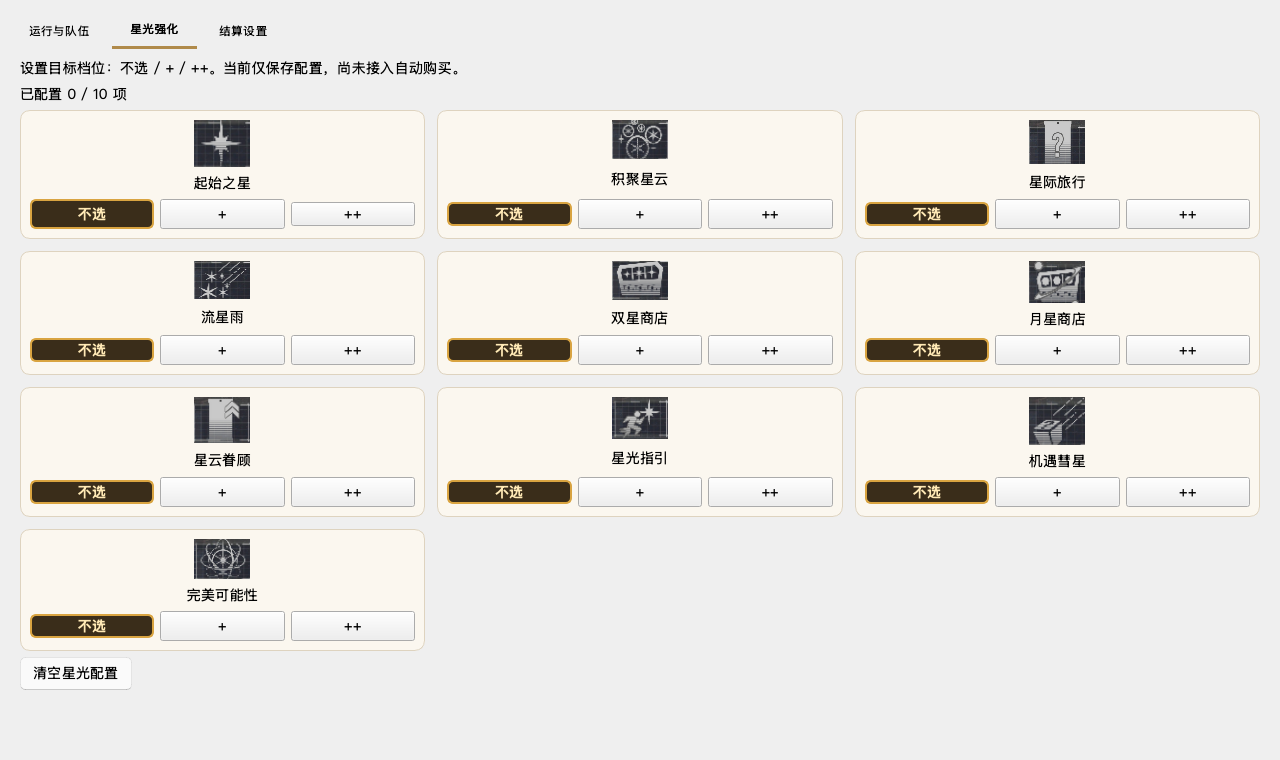 运行与队伍 星光强化 结算设置
设置目标档位：不选 / + / ++。当前仅保存配置，尚未接入自动购买。
已配置 0 / 10 项
起始之星 积聚星云 星际旅行
不选 + ++ 不选 + ++ 不选 + ++
流星雨 双星商店 月星商店
不选 + ++ 不选 + ++ 不选 + ++
星云眷顾 星光指引 机遇彗星
不选 + ++ 不选 + ++ 不选 + ++
完美可能性
不选 + ++
清空星光配置